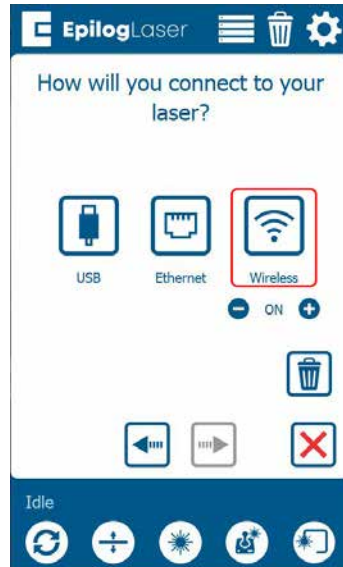 EpilogLaser
How will you connect to your
laser?
USB Ethernet Wireless
ON
Idle